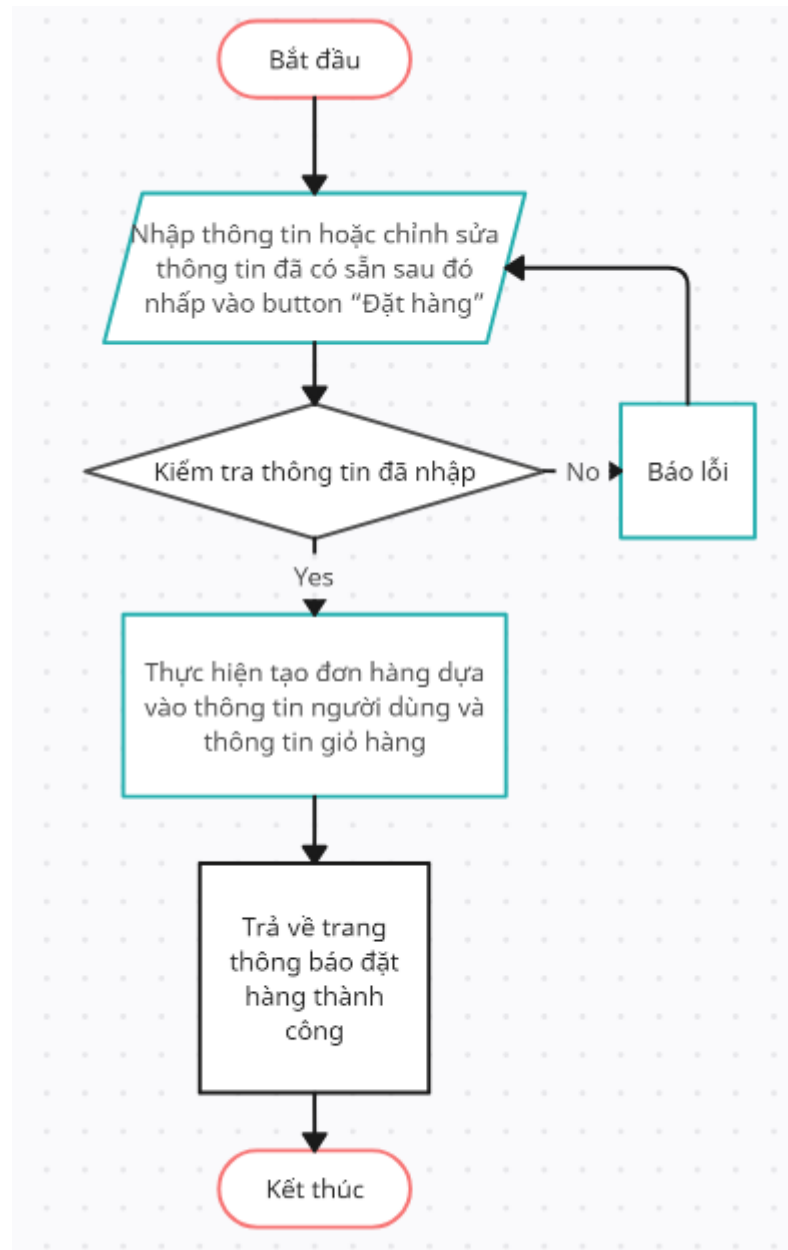 Bắt đầu
Nhập thông tin hoặc chỉnh sửa
thông tin đã có sẵn sau đó
nhấp vào button “Đặt hàng”
Kiểm tra thông tin đã nhập
No
Báo lỗi
Yes
Thực hiện tạo đơn hàng dựa
vào thông tin người dùng và
thông tin giỏ hàng
Trả về trang
thông báo đặt
hàng thành
công
Kết thúc